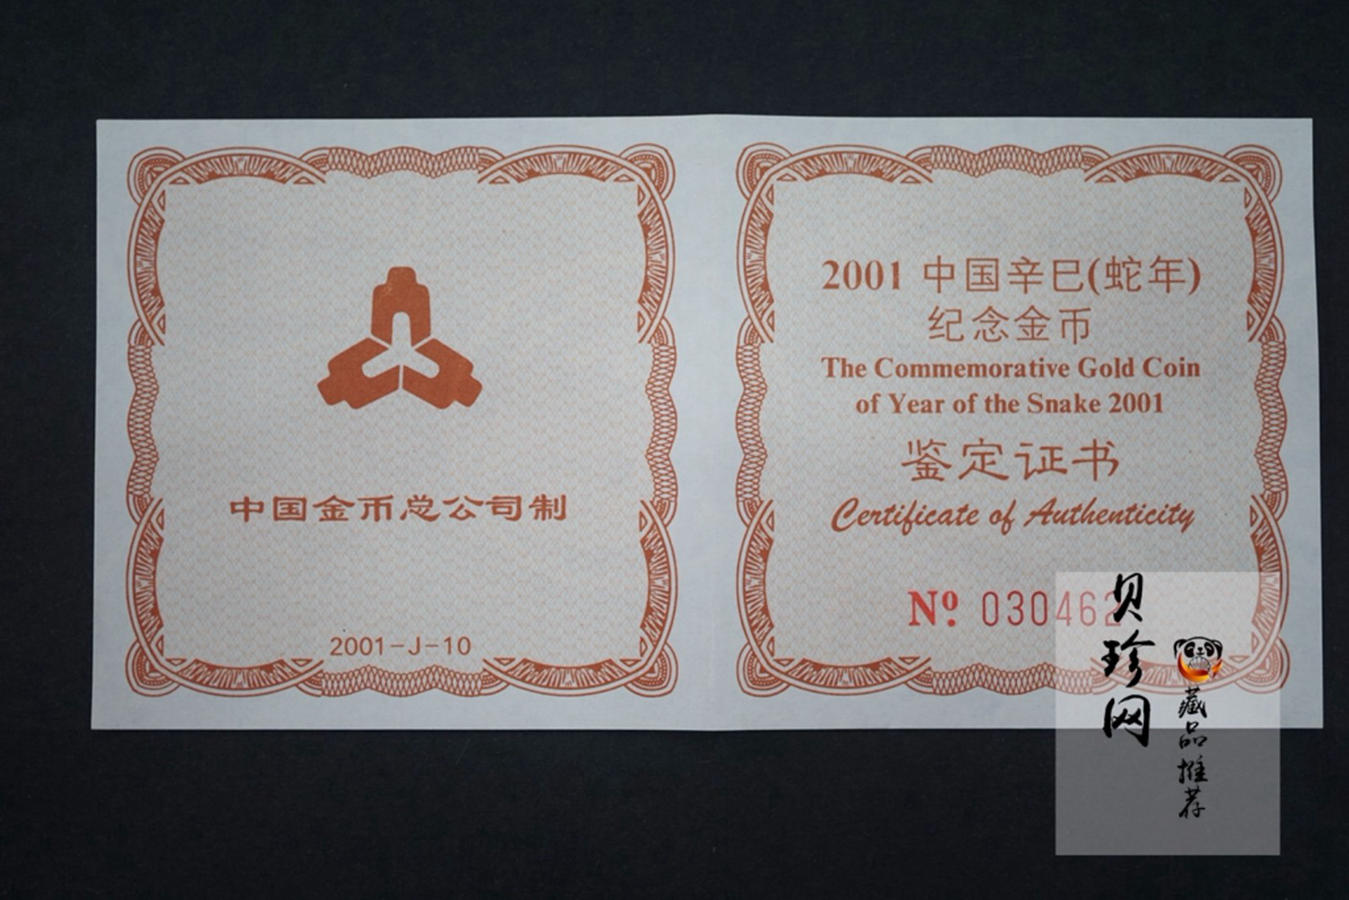 中国金币总公司制
2001-J-10
2001 中国辛巳(蛇年)
纪念金币
The Commemorative Gold Coin
of Year of the Snake 2001
鉴定证书
Certificate of Authenticity
Nº 030462
贝珍网
藏品推荐